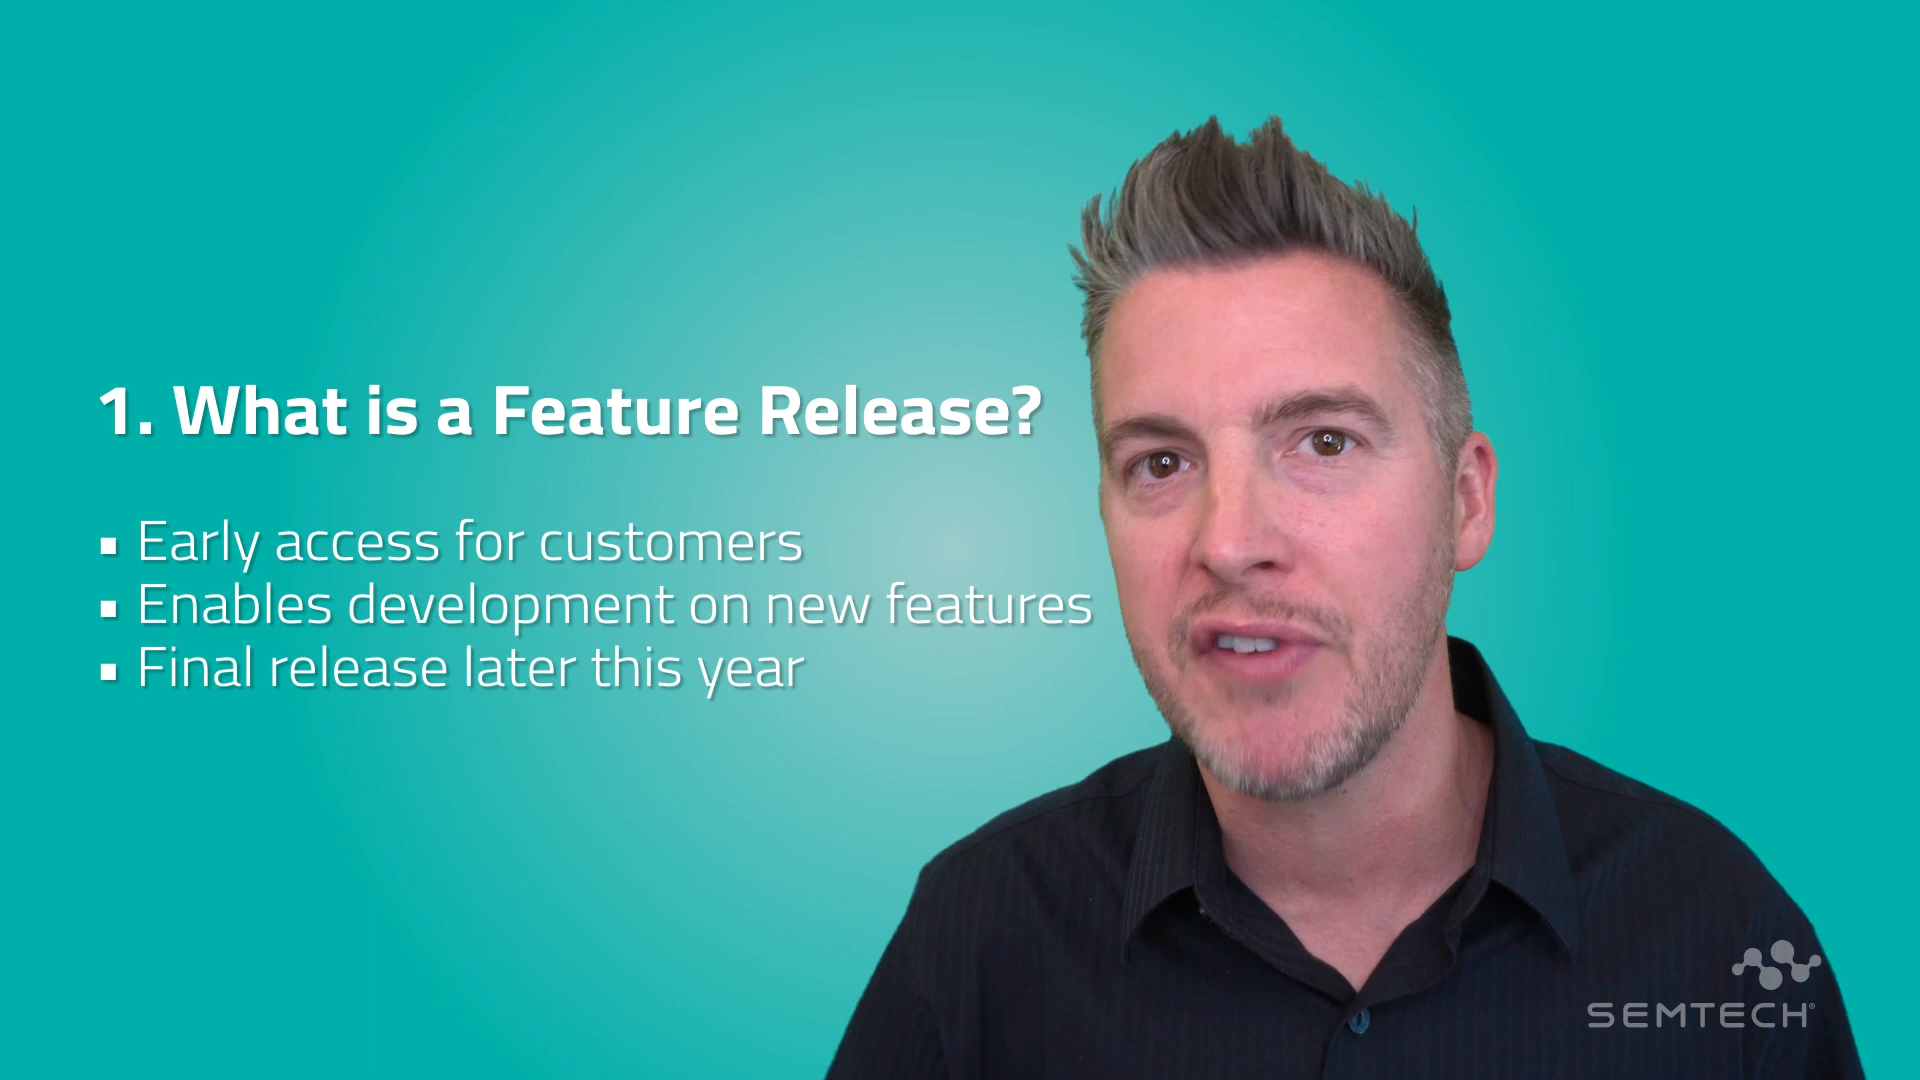 1. What is a Feature Release?
▪ Early access for customers
▪ Enables development on new features
▪ Final release later this year
SEMTECH®